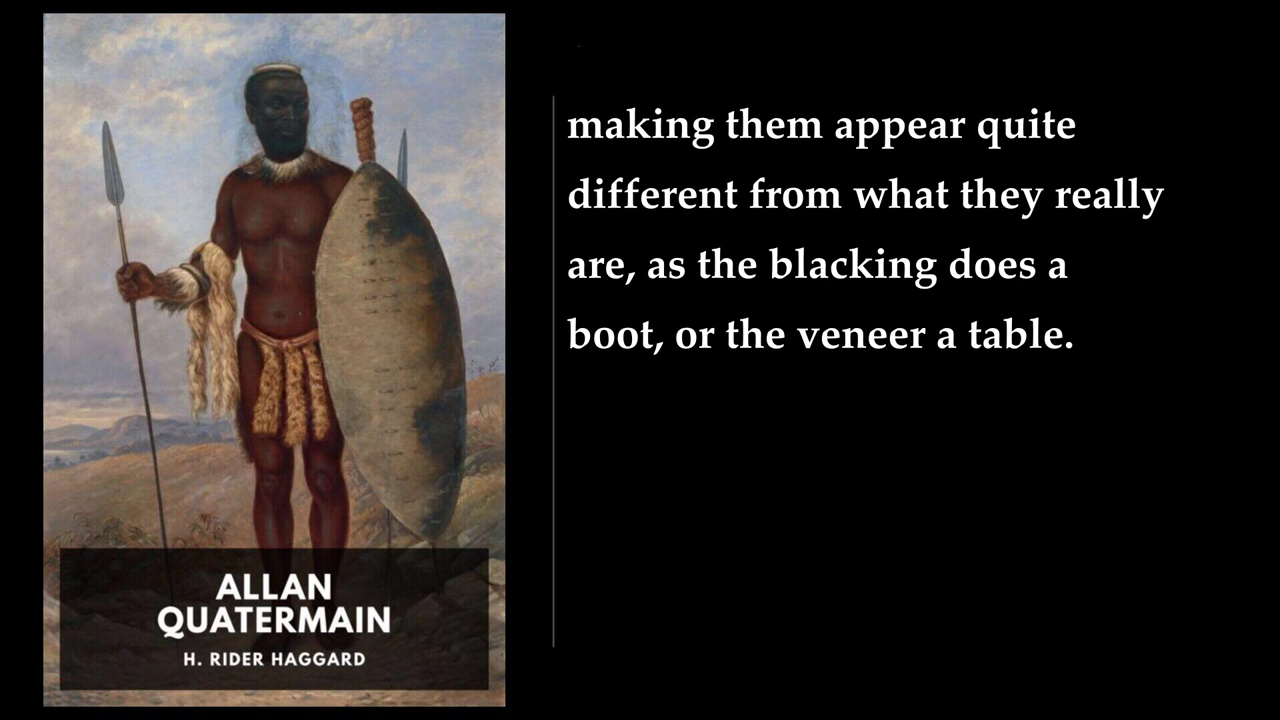 making them appear quite
different from what they really
are, as the blacking does a
boot, or the veneer a table.
ALLAN
QUATERMAIN
H. RIDER HAGGARD